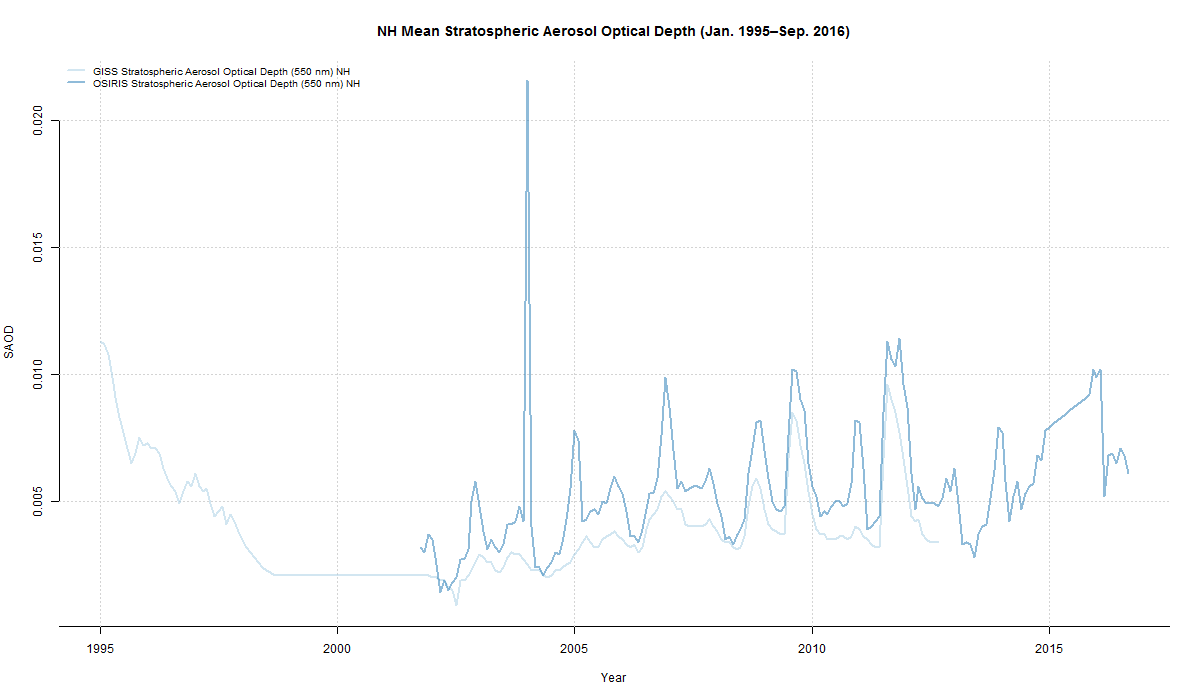 NH Mean Stratospheric Aerosol Optical Depth (Jan. 1995–Sep. 2016)
GISS Stratospheric Aerosol Optical Depth (550 nm) NH
OSIRIS Stratospheric Aerosol Optical Depth (550 nm) NH
0.020
0.015
0.010
0.005
SAOD
1995 2000 2005 2010 2015
Year